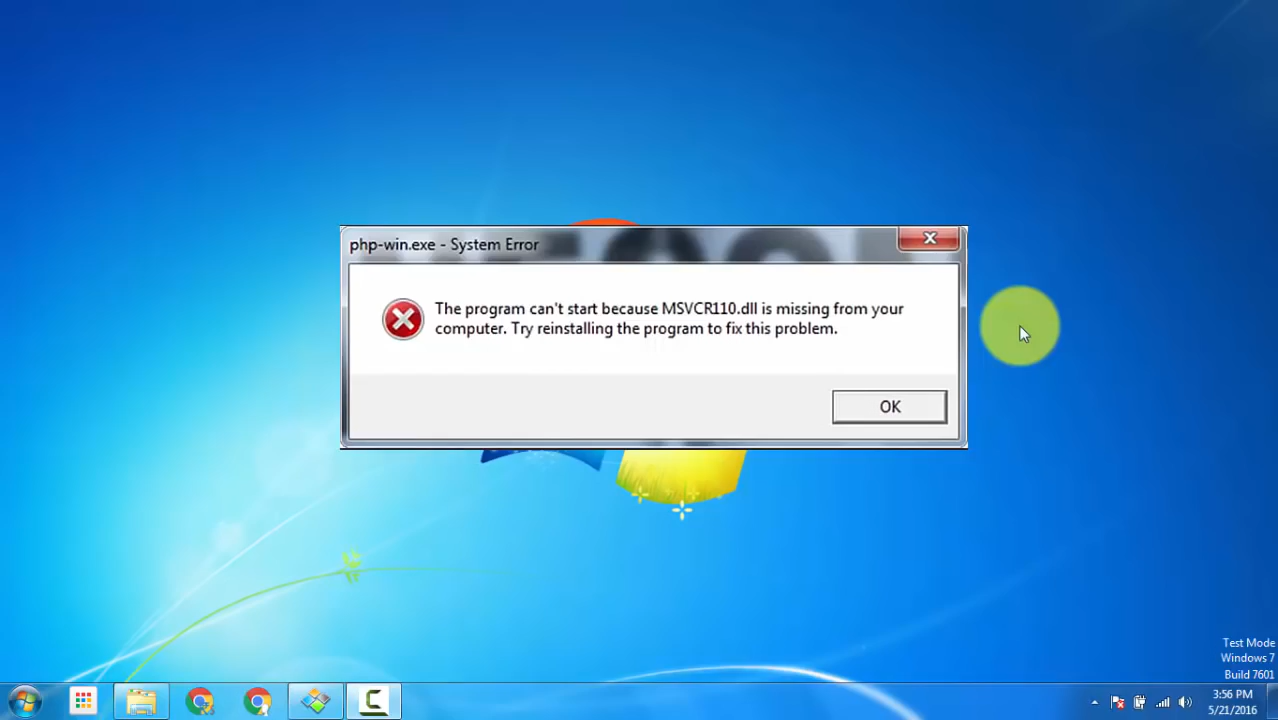 php-win.exe - System Error
The program can't start because MSVCR110.dll is missing from your
computer. Try reinstalling the program to fix this problem.
OK
Test Mode
Windows 7
Build 7601
3:56 PM
5/21/2016